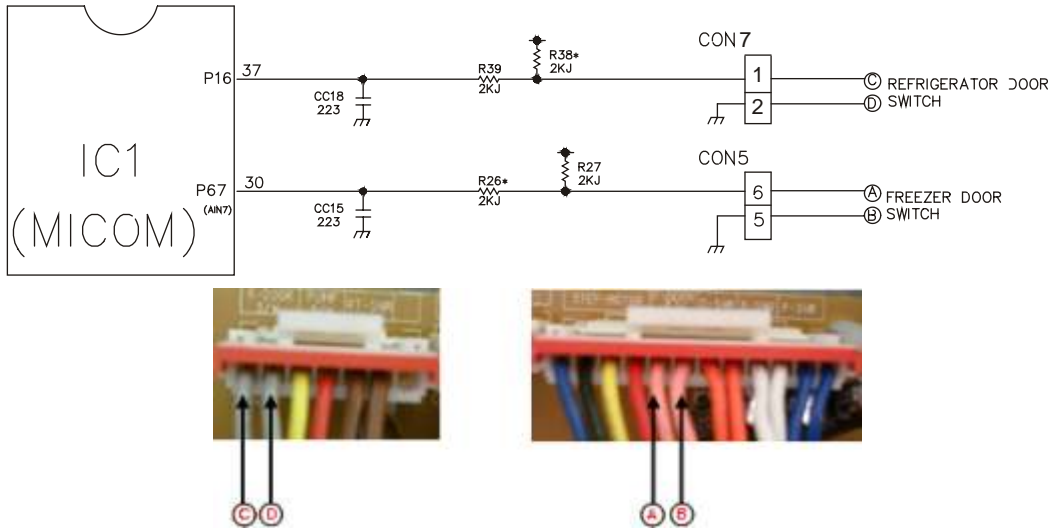 CON7
R38*
2KJ
P16 37
R39
2KJ
1
C REFRIGERATOR DOOR
CC18
223
2
D SWITCH
IC1
(MICOM)
CON5
R27
2KJ
P67 30
(AIN7)
R26*
2KJ
6
A FREEZER DOOR
CC15
223
5
B SWITCH
C D A B